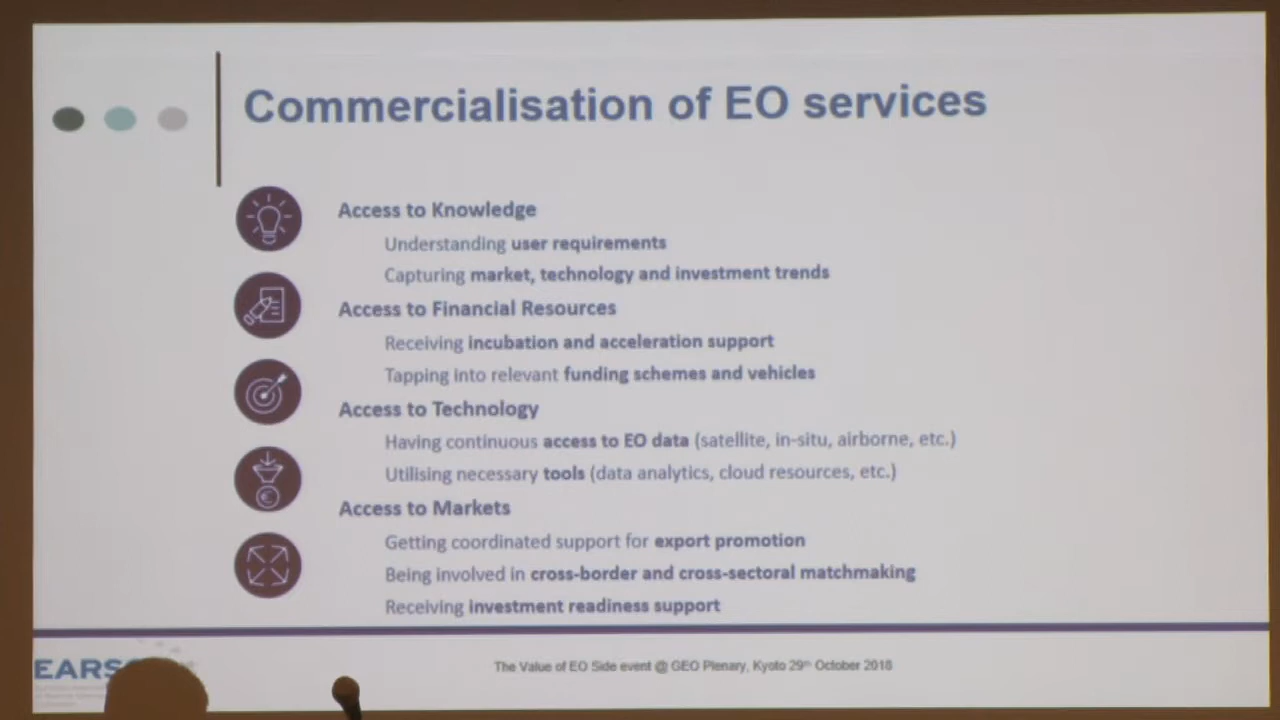 Commercialisation of EO services
Access to Knowledge
Understanding user requirements
Capturing market, technology and investment trends
Access to Financial Resources
Receiving incubation and acceleration support
Tapping into relevant funding schemes and vehicles
Access to Technology
Having continuous access to EO data (satellite, in-situ, airborne, etc.)
Utilising necessary tools (data analytics, cloud resources, etc.)
Access to Markets
Getting coordinated support for export promotion
Being involved in cross-border and cross-sectoral matchmaking
Receiving investment readiness support
EARS
The Value of EO Side event @ GEO Plenary, Kyoto 29th October 2018